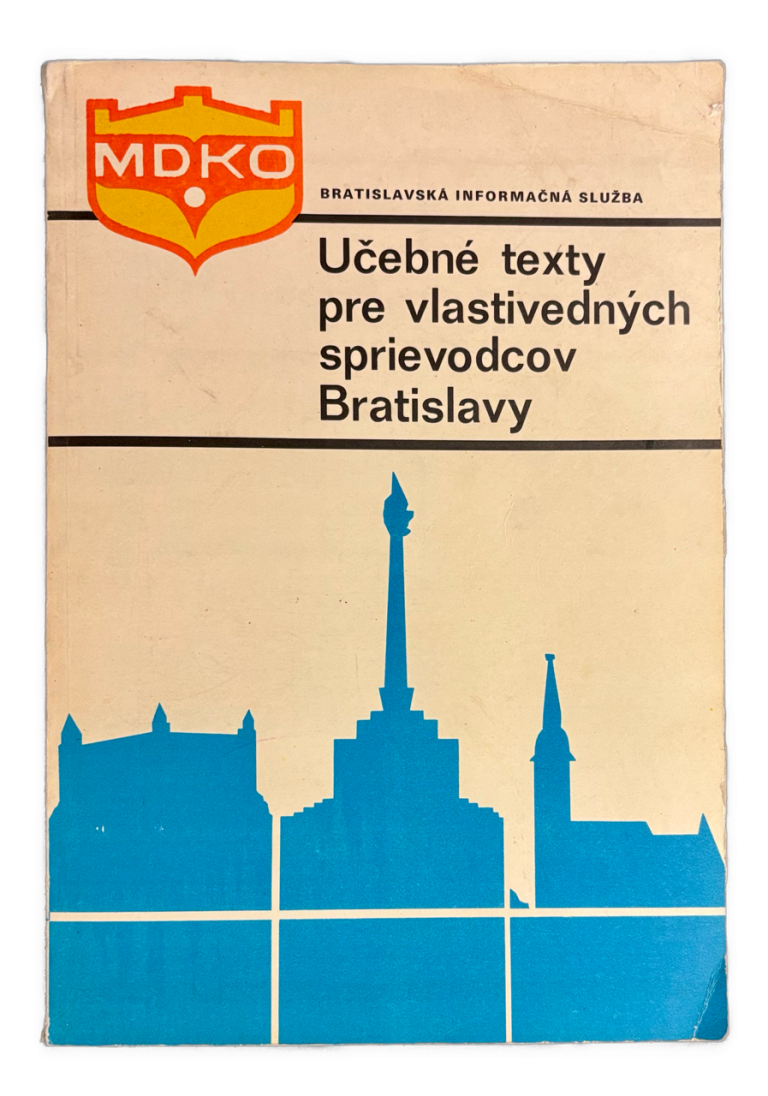 MDKO
BRATISLAVSKÁ INFORMAČNÁ SLUŽBA
Učebné texty
pre vlastivedných
sprievodcov
Bratislavy